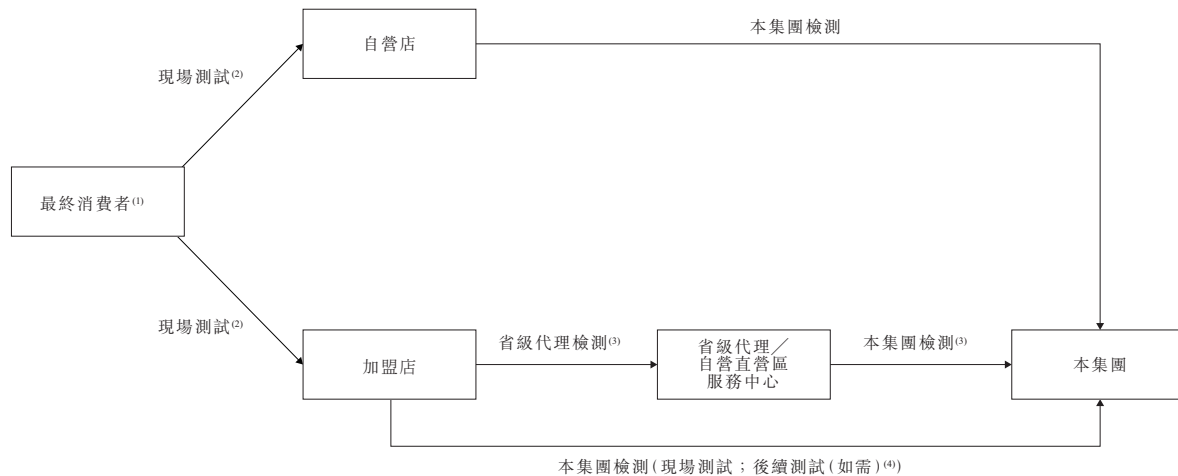 自營店
本集團檢測
現場測試(2)
最終消費者(1)
現場測試(2)
加盟店
省級代理檢測(3)
省級代理／
自營直營區
服務中心
本集團檢測(3)
本集團
本集團檢測(現場測試；後續測試(如需)(4))